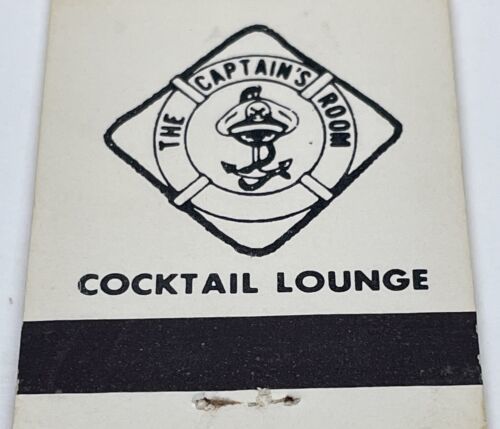 THE CAPTAIN'S ROOM
COCKTAIL LOUNGE